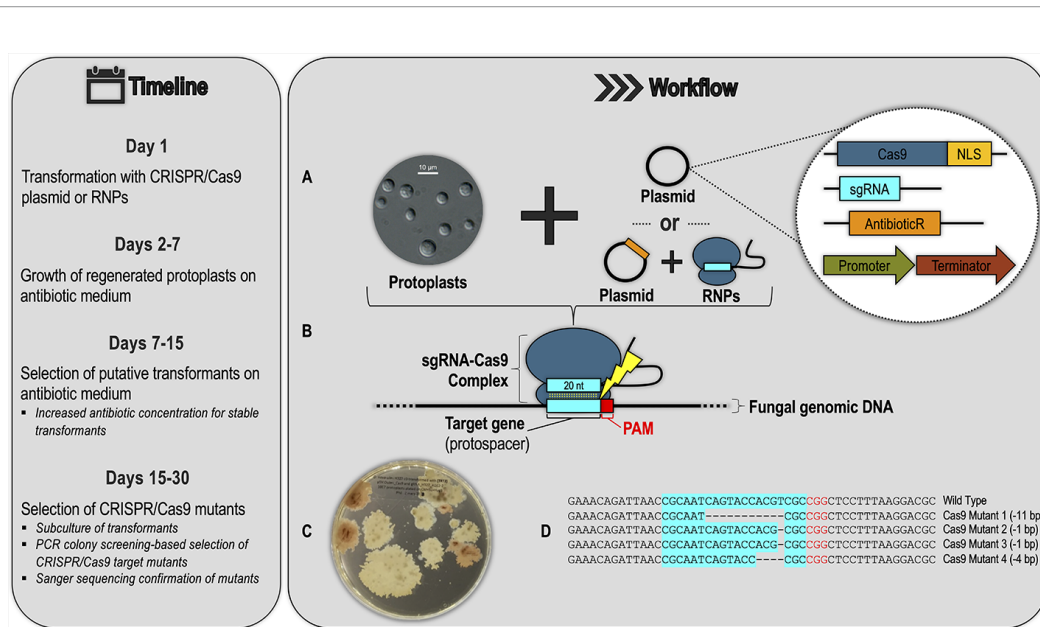 Timeline
Day 1
Transformation with CRISPR/Cas9
plasmid or RNPs
Days 2-7
Growth of regenerated protoplasts on
antibiotic medium
Days 7-15
Selection of putative transformants on
antibiotic medium
▪ Increased antibiotic concentration for stable
transformants
Days 15-30
Selection of CRISPR/Cas9 mutants
▪ Subculture of transformants
▪ PCR colony screening-based selection of
CRISPR/Cas9 target mutants
▪ Sanger sequencing confirmation of mutants
Workflow
A
10 µm
Protoplasts
Plasmid
or
Plasmid
RNPs
Cas9 NLS
sgRNA
AntibioticR
Promoter Terminator
B
sgRNA-Cas9
Complex
20 nt
Target gene
(protospacer)
PAM
Fungal genomic DNA
C
D
GAAACAGATTAACCGCAATCAGTACCACGTCGCCGGCTCCTTTAAGGACGC Wild Type
GAAACAGATTAACCGCAAT-----------CGCCGGCTCCTTTAAGGACGC Cas9 Mutant 1 (-11 bp
GAAACAGATTAACCGCAATCAGTACCACG-CGCCGGCTCCTTTAAGGACGC Cas9 Mutant 2 (-1 bp)
GAAACAGATTAACCGCAATCAGTACCACG-CGCCGGCTCCTTTAAGGACGC Cas9 Mutant 3 (-1 bp)
GAAACAGATTAACCGCAATCAGTACC----CGCCGGCTCCTTTAAGGACGC Cas9 Mutant 4 (-4 bp)